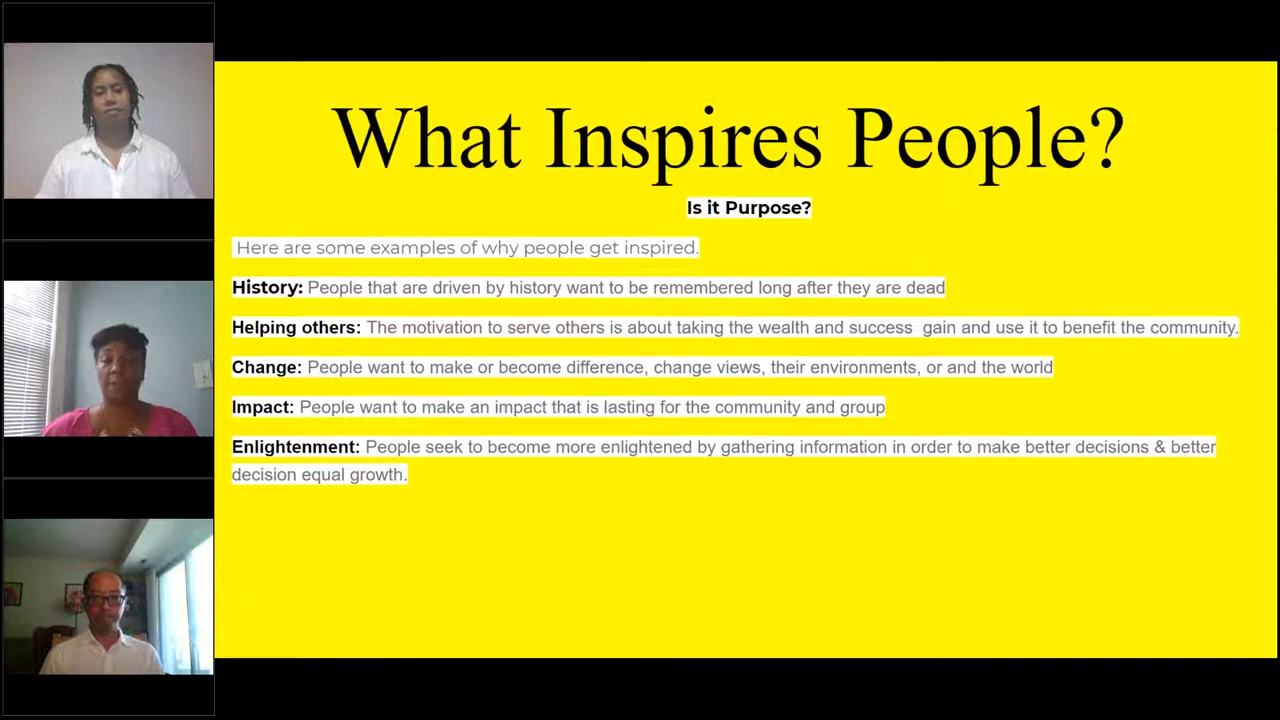 What Inspires People?
Is it Purpose?
Here are some examples of why people get inspired.
History: People that are driven by history want to be remembered long after they are dead
Helping others: The motivation to serve others is about taking the wealth and success  gain and use it to benefit the community.
Change: People want to make or become difference, change views, their environments, or and the world
Impact: People want to make an impact that is lasting for the community and group
Enlightenment: People seek to become more enlightened by gathering information in order to make better decisions & better
decision equal growth.